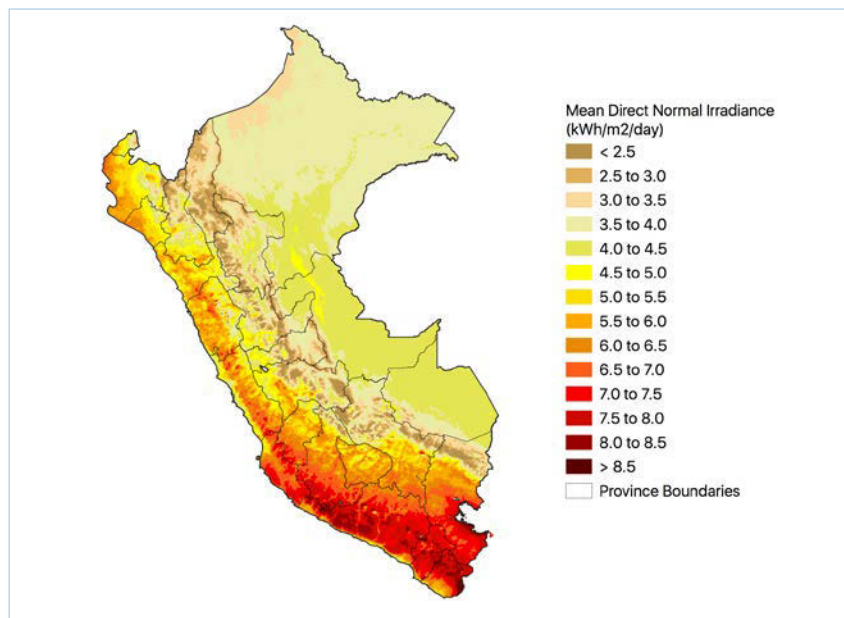 Mean Direct Normal Irradiance
(kWh/m2/day)
< 2.5
2.5 to 3.0
3.0 to 3.5
3.5 to 4.0
4.0 to 4.5
4.5 to 5.0
5.0 to 5.5
5.5 to 6.0
6.0 to 6.5
6.5 to 7.0
7.0 to 7.5
7.5 to 8.0
8.0 to 8.5
> 8.5
Province Boundaries